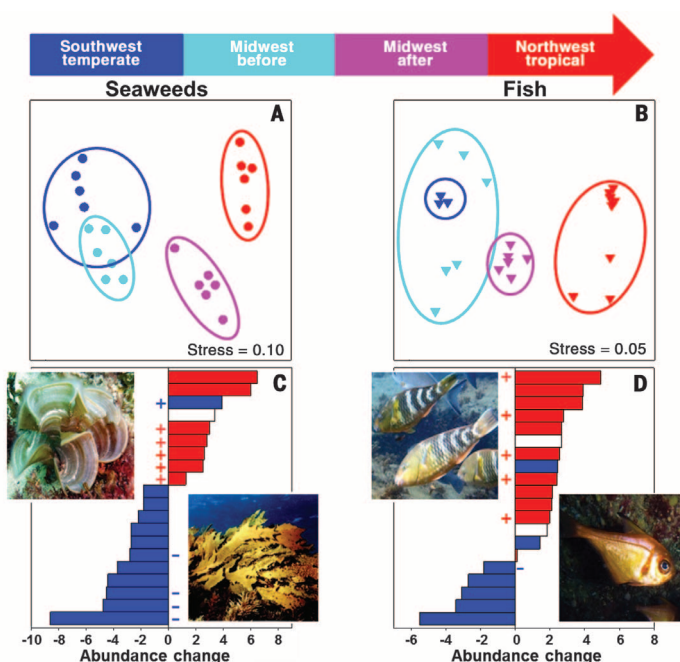 Southwest temperate
Midwest before
Midwest after
Northwest tropical
Seaweeds
Fish
A
B
Stress = 0.10
Stress = 0.05
C
D
+
+
+
+
+
+
-
-
-
-
+
+
+
+
+
-
-10 -8 -6 -4 -2 0 2 4 6 8
-6 -4 -2 0 2 4 6 8
Abundance change
Abundance change